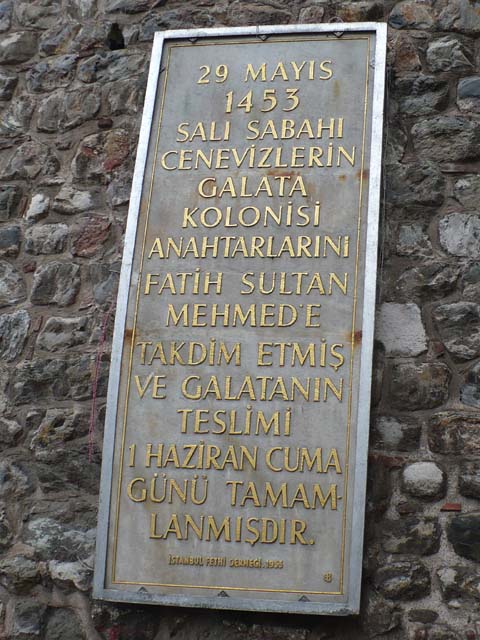 29 MAYIS
1453
SALI SABAHI
CENEVİZLERİN
GALATA
KOLONİSİ
ANAHTARLARINI
FATİH SULTAN
MEHMED'E
TAKDİM ETMİŞ
VE GALATANIN
TESLİMİ
1 HAZİRAN CUMA
GÜNÜ TAMAM-
LANMIŞDIR.
İSTANBUL FETHİ DERNEĞİ.